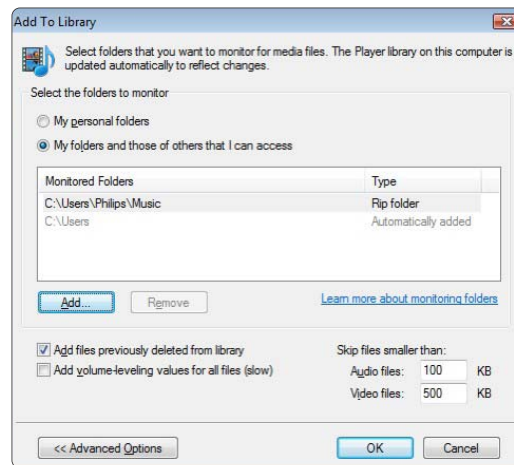 Add To Library
Select folders that you want to monitor for media files. The Player library on this computer is
updated automatically to reflect changes.
Select the folders to monitor
My personal folders
My folders and those of others that I can access
Monitored Folders Type
C:\Users\Philips\Music Rip folder
C:\Users Automatically added
Add... Remove Learn more about monitoring folders
Add files previously deleted from library Skip files smaller than:
Add volume-leveling values for all files (slow) Audio files: 100 KB
Video files: 500 KB
<< Advanced Options OK Cancel